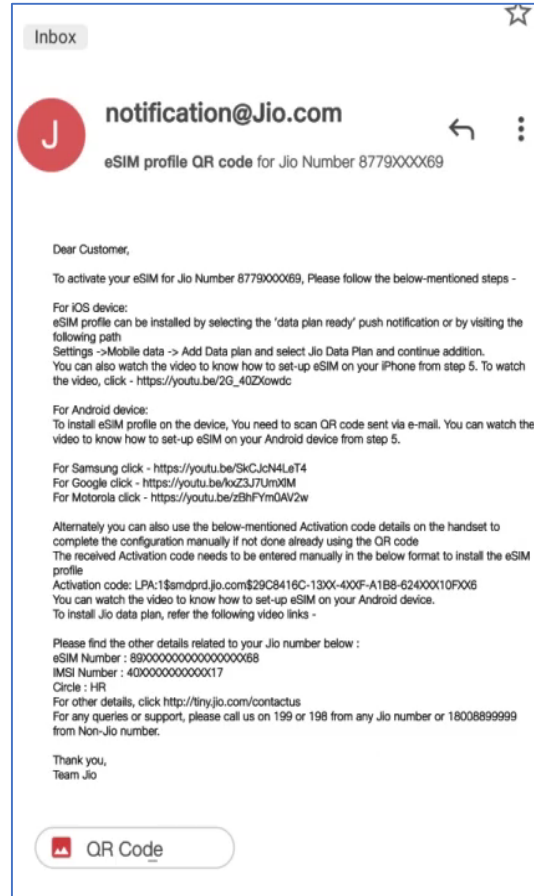 Inbox
J
notification@Jio.com
eSIM profile QR code for Jio Number 8779XXXX69
Dear Customer,
To activate your eSIM for Jio Number 8779XXXX69, Please follow the below-mentioned steps -
For iOS device:
eSIM profile can be installed by selecting the 'data plan ready' push notification or by visiting the
following path
Settings ->Mobile data -> Add Data plan and select Jio Data Plan and continue addition.
You can also watch the video to know how to set-up eSIM on your iPhone from step 5. To watch
the video, click - https://youtu.be/2G_40ZXowdc
For Android device:
To install eSIM profile on the device, You need to scan QR code sent via e-mail. You can watch the
video to know how to set-up eSIM on your Android device from step 5.
For Samsung click - https://youtu.be/SkCJcN4LeT4
For Google click - https://youtu.be/kxZ3J7UmXlM
For Motorola click - https://youtu.be/zBhFYm0AV2w
Alternately you can also use the below-mentioned Activation code details on the handset to
complete the configuration manually if not done already using the QR code
The received Activation code needs to be entered manually in the below format to install the eSIM
profile
Activation code: LPA:1$smdprd.jio.com$29C8416C-13XX-4XXF-A1B8-624XXX10FXX6
You can watch the video to know how to set-up eSIM on your Android device.
To install Jio data plan, refer the following video links -
Please find the other details related to your Jio number below :
eSIM Number : 89XXXXXXXXXXXXXXXX68
IMSI Number : 40XXXXXXXXXXX17
Circle : HR
For other details, click http://tiny.jio.com/contactus
For any queries or support, please call us on 199 or 198 from any Jio number or 18008899999
from Non-Jio number.
Thank you,
Team Jio
QR Code